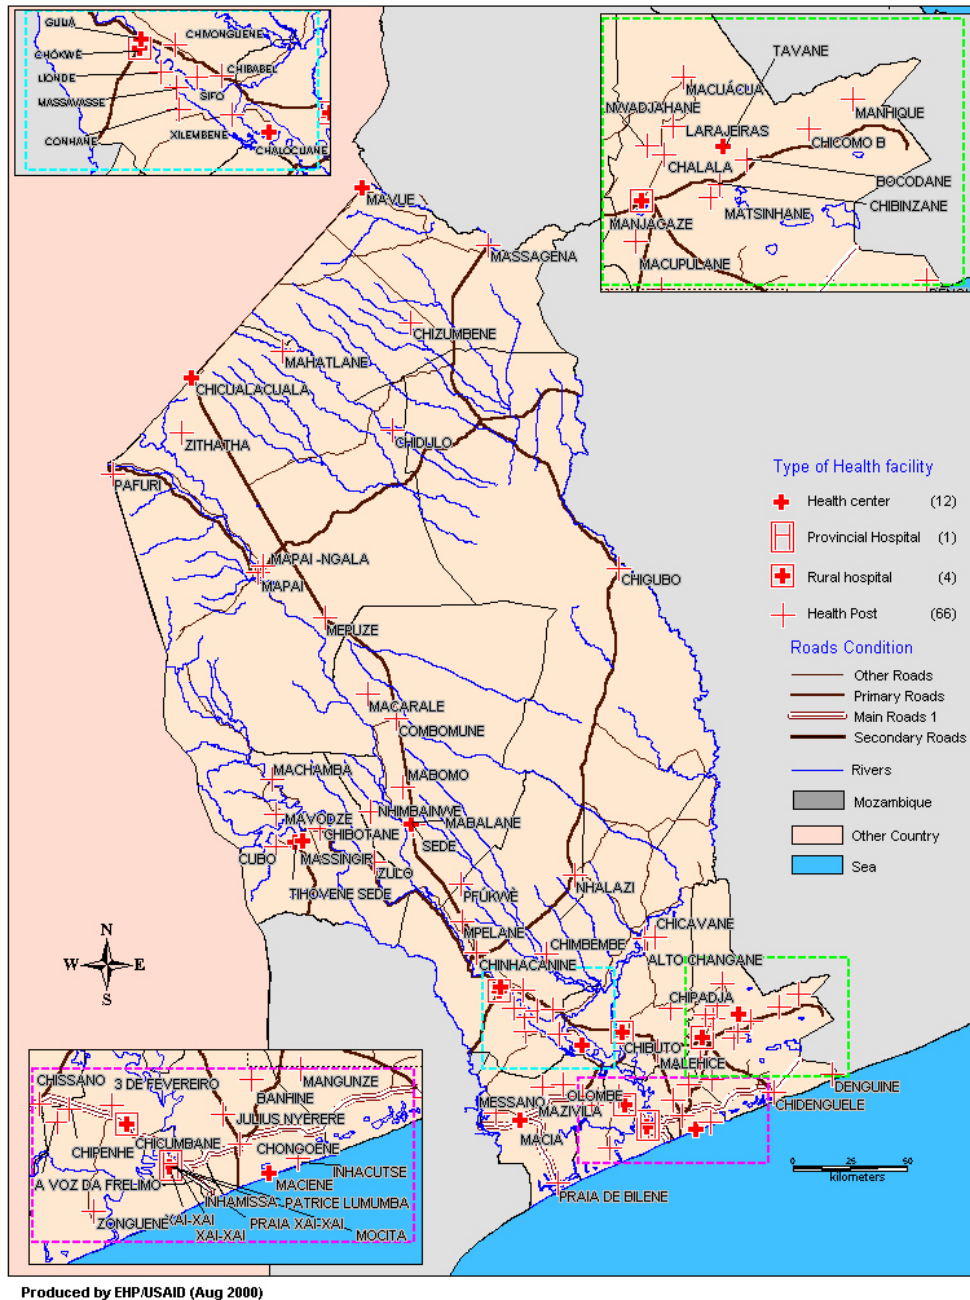 GUIJÁ
CHIVONGUENE
CHÓKWÈ
LIONDE
CHIBABEL
MASSAVASSE
SIFO
CONHANE
XILEMBENE
CHALOCUANE
TAVANE
MACUÁCUA
NWADJAHANE
MANHIQUE
LARAJEIRAS
CHICOMO B
CHALALA
BOCODANE
CHIBINZANE
MATSINHANE
MANJACAZE
MACUPULANE
MAVUE
MASSAGENA
CHIZUMBENE
MAHATLANE
CHICUALACUALA
ZITHATHA
CHIDULO
PAFURI
MAPAI -NGALA
MAPAI
CHIGUBO
MEPUZE
MACARALE
COMBOMUNE
MACHAMBA
MABOMO
MAVODZE
NHIMBAINWE
MABALANE
CHIBOTANE
SEDE
CUBO
MASSINGIR
ZULO
TIHOVENE SEDE
PFÚKWÈ
NHALAZI
MPELANE
CHICAVANE
CHIMBEMBE
CHINHACANINE
ALTO CHANGANE
CHIPADJA
CHIBUTO
MALEHICE
DENGUINE
MESSANO
OLOMBE
CHIDENGUELE
MAZIVILA
MACIA
PRAIA DE BILENE
Type of Health facility
Health center (12)
Provincial Hospital (1)
Rural hospital (4)
Health Post (66)
Roads Condition
Other Roads
Primary Roads
Main Roads 1
Secondary Roads
Rivers
Mozambique
Other Country
Sea
N
W E
S
0 25 50
kilometers
CHISSANO
3 DE FEVEREIRO
MANGUNZE
BANHINE
JULIUS NYERERE
CHICUMBANE
CHIPENHE
CHONGOENE
INHACUTSE
A VOZ DA FRELIMO
MACIENE
INHAMISSA
PATRICE LUMUMBA
ZONGUENE
XAI-XAI
PRAIA XAI-XAI
XAI-XAI
MOCITA
Produced by EHP/USAID (Aug 2000)